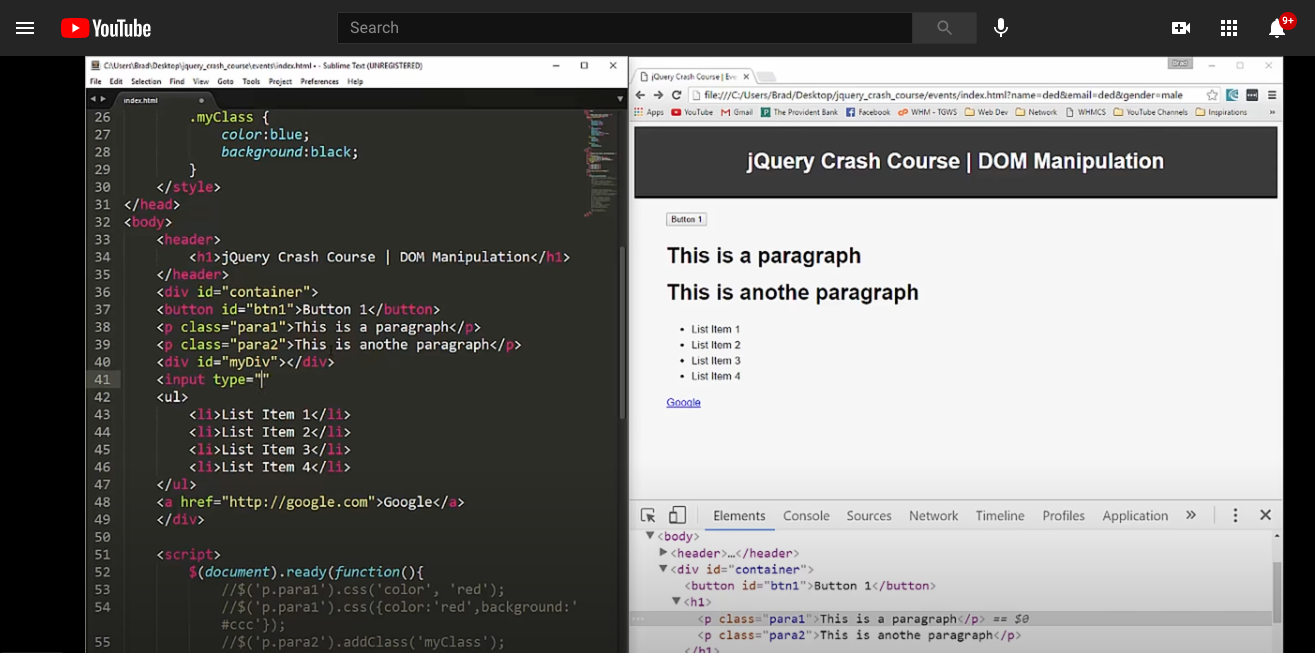 YouTube
Search
9+
C:\Users\Brad\Desktop\jquery_crash_course\events\index.html • - Sublime Text (UNREGISTERED)
File Edit Selection Find View Goto Tools Project Preferences Help
index.html
26 .myClass {
27 color:blue;
28 background:black;
29 }
30 </style>
31 </head>
32 <body>
33 <header>
34 <h1>jQuery Crash Course | DOM Manipulation</h1>
35 </header>
36 <div id="container">
37 <button id="btn1">Button 1</button>
38 <p class="para1">This is a paragraph</p>
39 <p class="para2">This is anothe paragraph</p>
40 <div id="myDiv"></div>
41 <input type=""
42 <ul>
43 <li>List Item 1</li>
44 <li>List Item 2</li>
45 <li>List Item 3</li>
46 <li>List Item 4</li>
47 </ul>
48 <a href="http://google.com">Google</a>
49 </div>
50
51 <script>
52 $(document).ready(function(){
53 //$('p.para1').css('color', 'red');
54 //$('p.para1').css({color:'red',background:'
#ccc'});
55 //$('p.para2').addClass('myClass');
Brad
jQuery Crash Course | Eve
file:///C:/Users/Brad/Desktop/jquery_crash_course/events/index.html?name=ded&email=ded&gender=male
Apps YouTube Gmail The Provident Bank Facebook WHM - TGWS Web Dev Network WHMCS YouTube Channels Inspirations »
jQuery Crash Course | DOM Manipulation
Button 1
This is a paragraph
This is anothe paragraph
• List Item 1
• List Item 2
• List Item 3
• List Item 4
Google
Elements Console Sources Network Timeline Profiles Application »
<body>
<header>…</header>
<div id="container">
<button id="btn1">Button 1</button>
<h1>
<p class="para1">This is a paragraph</p> == $0
<p class="para2">This is anothe paragraph</p>
</h1>